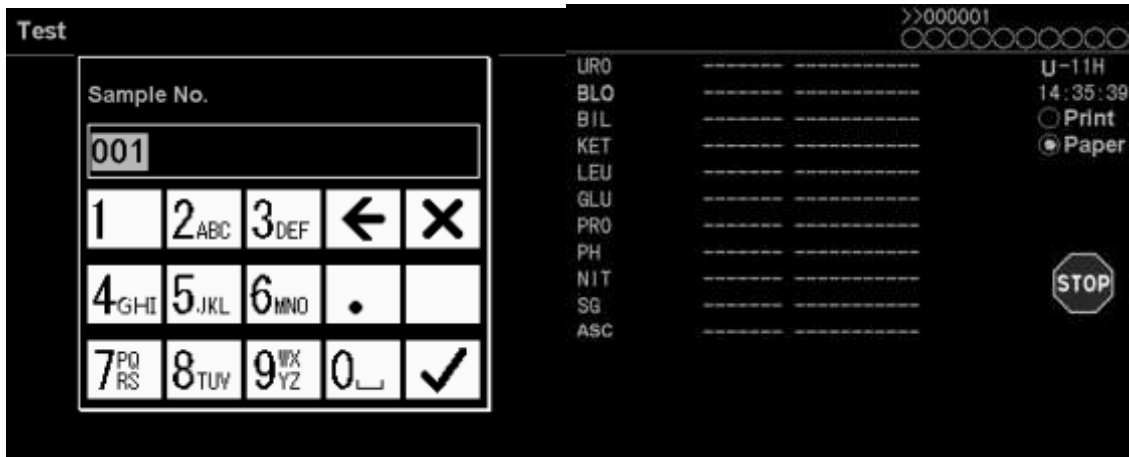 Test
Sample No.
001
1 2ABC 3DEF
4GHI 5JKL 6MNO .
7PQRS 8TUV 9WXYZ 0
>>000001
URO ------- -----------
BLO ------- -----------
BIL ------- -----------
KET ------- -----------
LEU ------- -----------
GLU ------- -----------
PRO ------- -----------
PH ------- -----------
NIT ------- -----------
SG ------- -----------
ASC ------- -----------
U-11H
14:35:39
Print
Paper
STOP